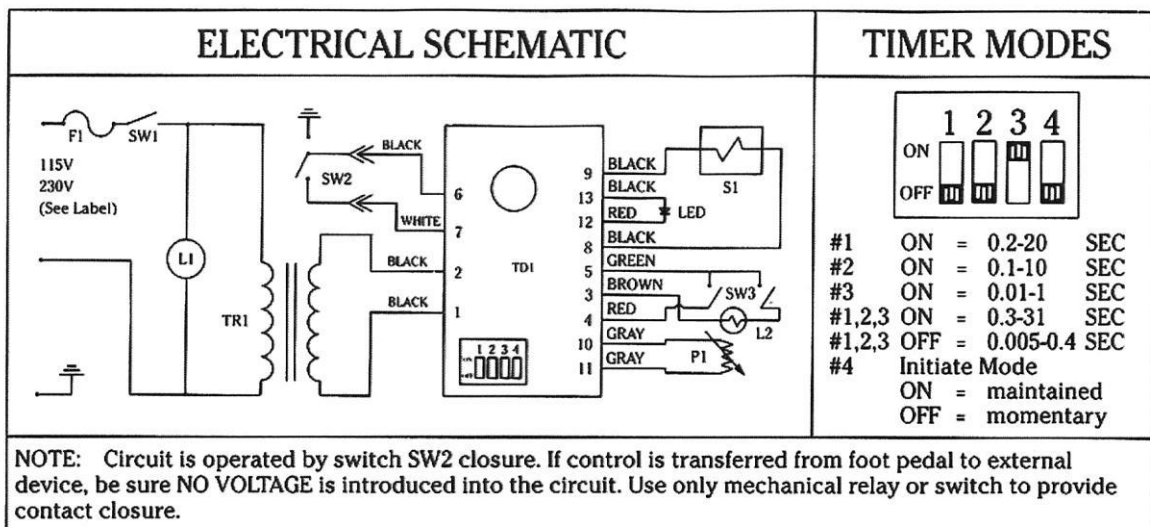 ELECTRICAL SCHEMATIC
TIMER MODES
F1
SW1
115V
230V
(See Label)
L1
TR1
SW2
BLACK
WHITE
BLACK
BLACK
6
7
2
1
TD1
1 2 3 4
9
13
12
8
5
3
4
10
11
BLACK
BLACK
RED
BLACK
GREEN
BROWN
RED
GRAY
GRAY
S1
LED
SW3
L2
P1
1 2 3 4
ON
OFF
#1 ON = 0.2-20 SEC
#2 ON = 0.1-10 SEC
#3 ON = 0.01-1 SEC
#1,2,3 ON = 0.3-31 SEC
#1,2,3 OFF = 0.005-0.4 SEC
#4 Initiate Mode
ON = maintained
OFF = momentary
NOTE: Circuit is operated by switch SW2 closure. If control is transferred from foot pedal to external
device, be sure NO VOLTAGE is introduced into the circuit. Use only mechanical relay or switch to provide
contact closure.